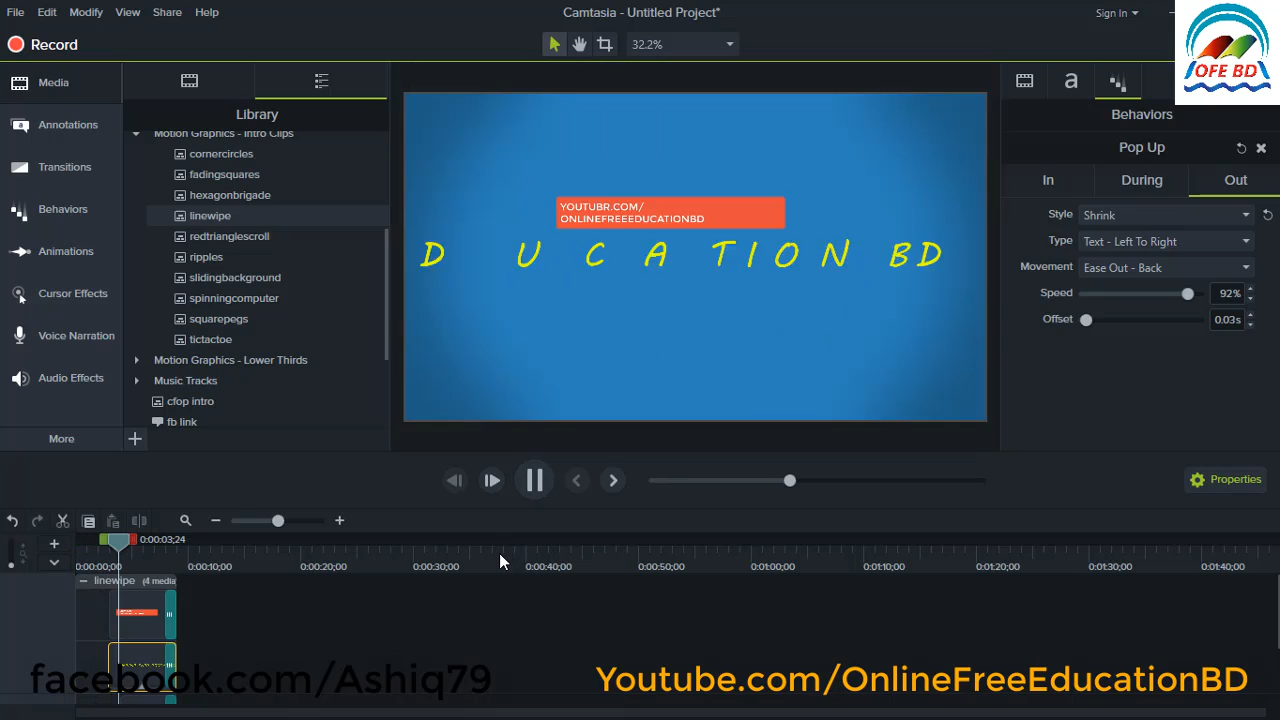 File Edit Modify View Share Help
Camtasia - Untitled Project*
Sign In
Record
32.2%
OFE BD
Media
Annotations
Transitions
Behaviors
Animations
Cursor Effects
Voice Narration
Audio Effects
More
Library
Motion Graphics - Intro Clips
cornercircles
fadingsquares
hexagonbrigade
linewipe
redtrianglescroll
ripples
slidingbackground
spinningcomputer
squarepegs
tictactoe
Motion Graphics - Lower Thirds
Music Tracks
cfop intro
fb link
YOUTUBR.COM/
ONLINEFREEEDUCATIONBD
D U C A T I O N B D
a
Behaviors
Pop Up
In During Out
Style Shrink
Type Text - Left To Right
Movement Ease Out - Back
Speed 92%
Offset 0.03s
Properties
0:00:03;24
0:00:00;00 0:00:10;00 0:00:20;00 0:00:30;00 0:00:40;00 0:00:50;00 0:01:00;00 0:01:10;00 0:01:20;00 0:01:30;00 0:01:40;00
linewipe (4 media
facebook.com/Ashiq79
Youtube.com/OnlineFreeEducationBD